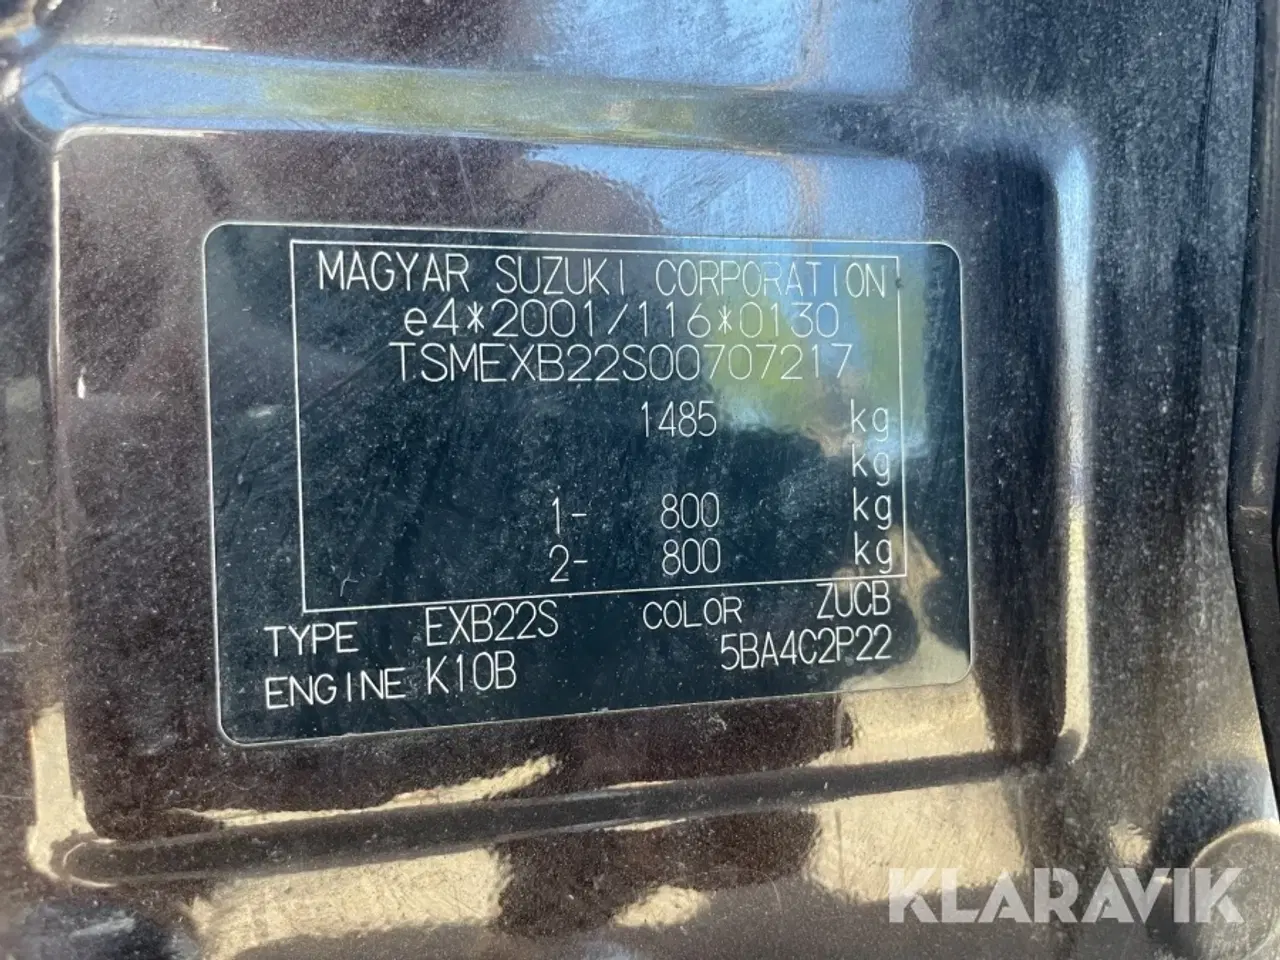 MAGYAR SUZUKI CORPORATION
e4*2001/116*0130
TSMEXB22S00707217
1485 kg
kg
1- 800 kg
2- 800 kg
TYPE EXB22S COLOR ZUCB
ENGINE K10B 5BA4C2P22
KLARAVIK